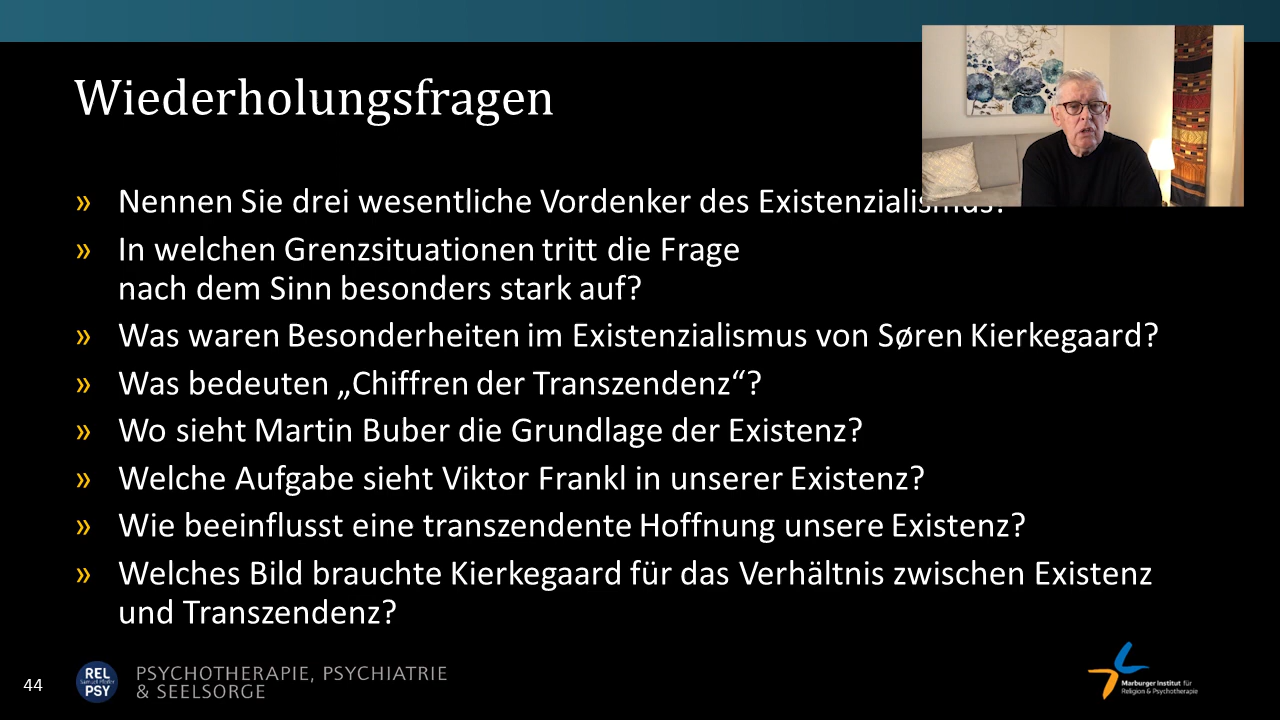 Wiederholungsfragen
» Nennen Sie drei wesentliche Vordenker des Existenzialismus?
» In welchen Grenzsituationen tritt die Frage
nach dem Sinn besonders stark auf?
» Was waren Besonderheiten im Existenzialismus von Søren Kierkegaard?
» Was bedeuten „Chiffren der Transzendenz“?
» Wo sieht Martin Buber die Grundlage der Existenz?
» Welche Aufgabe sieht Viktor Frankl in unserer Existenz?
» Wie beeinflusst eine transzendente Hoffnung unsere Existenz?
» Welches Bild brauchte Kierkegaard für das Verhältnis zwischen Existenz
und Transzendenz?
44
REL
Samuel Pfeifer
PSY
PSYCHOTHERAPIE, PSYCHIATRIE
& SEELSORGE
Marburger Institut für
Religion & Psychotherapie